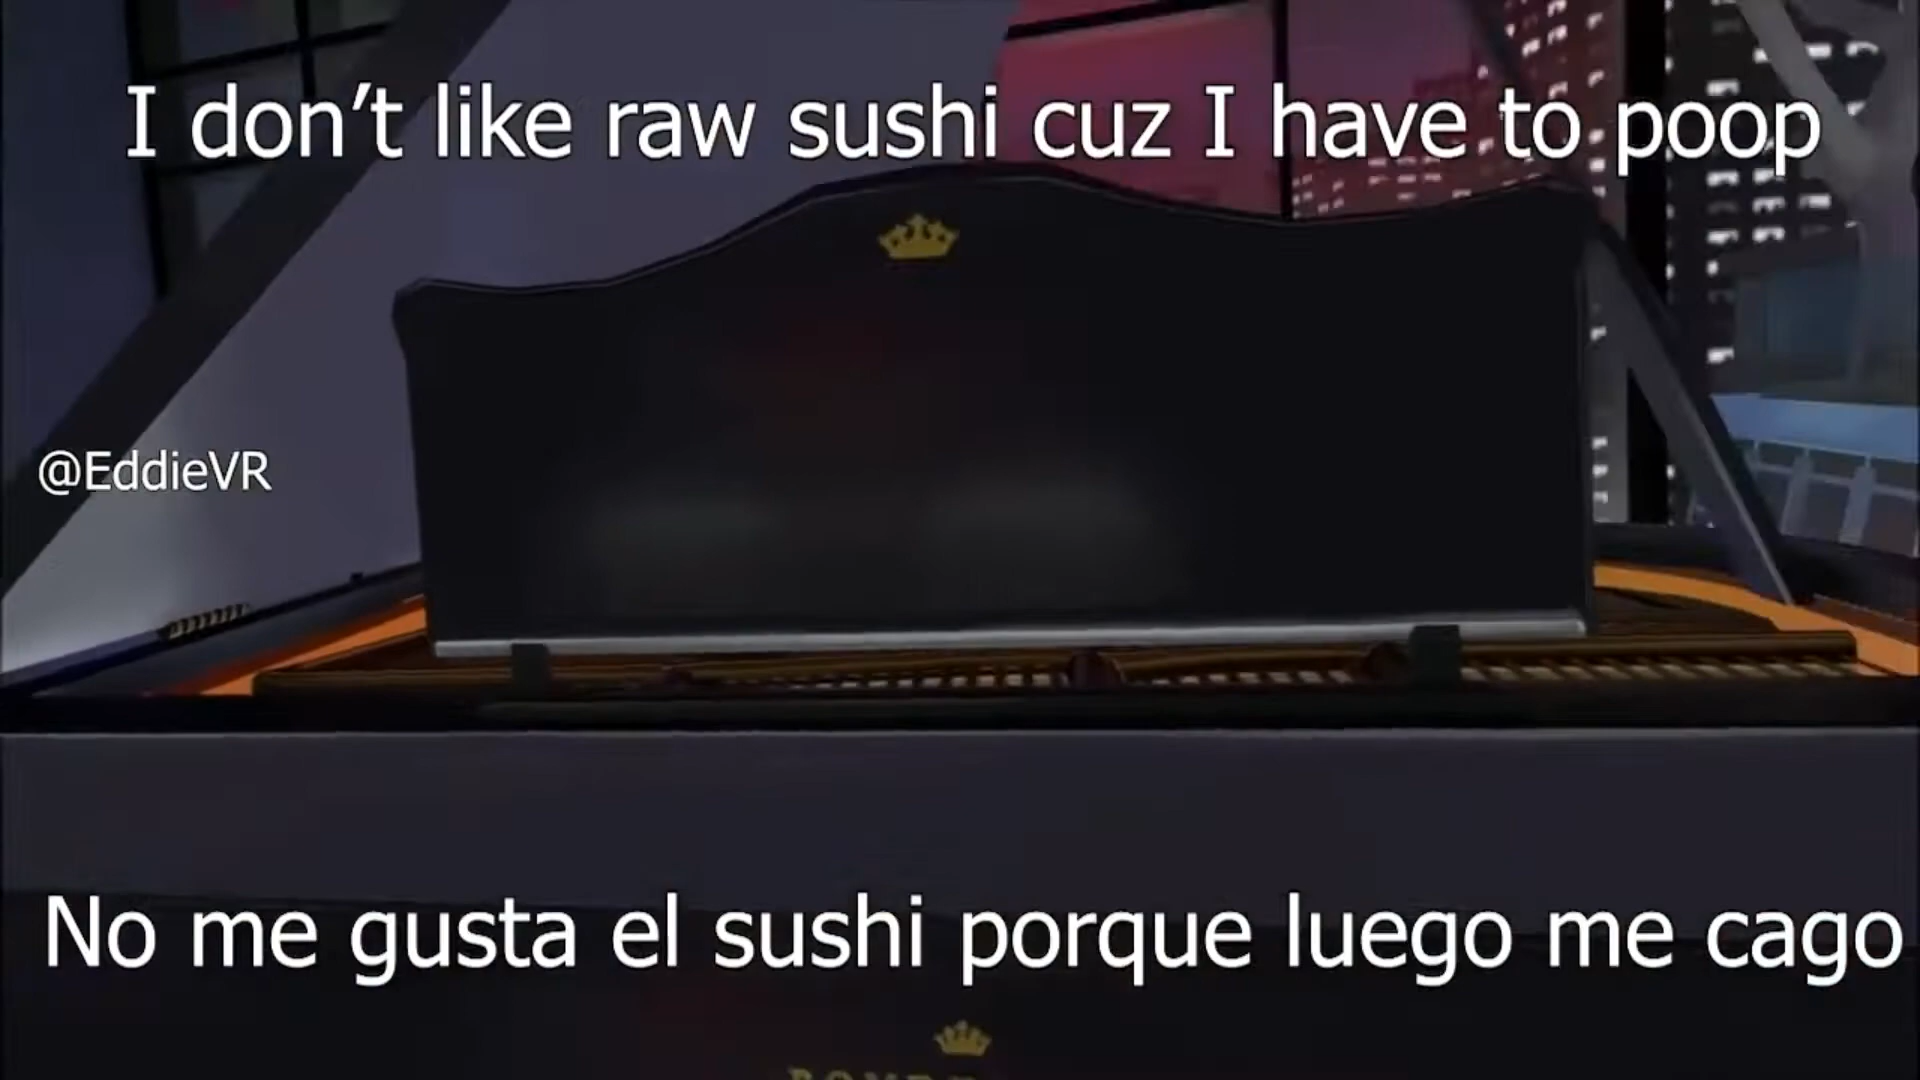 I don’t like raw sushi cuz I have to poop
@EddieVR
No me gusta el sushi porque luego me cago